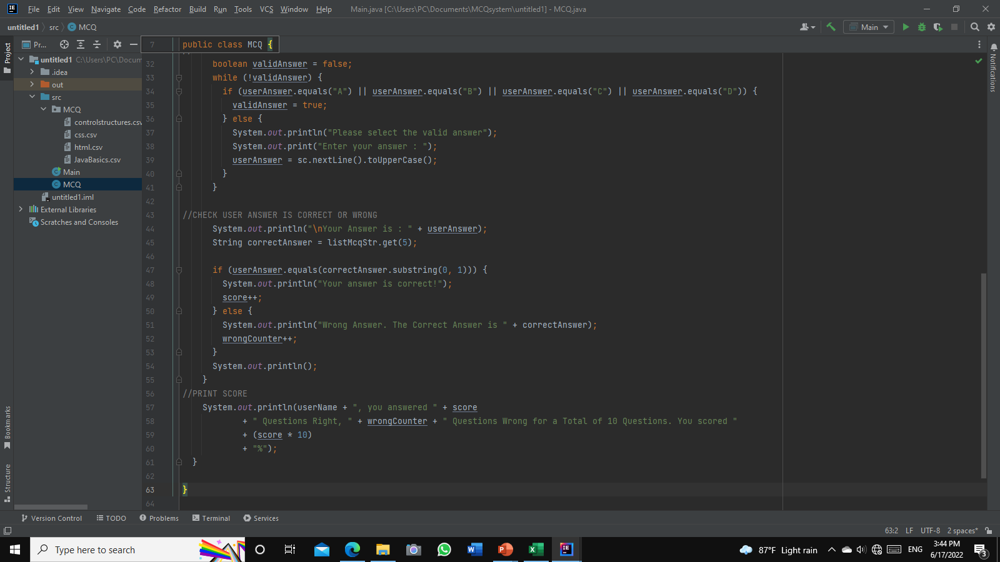 File Edit View Navigate Code Refactor Build Run Tools VCS Window Help Main.java [C:\Users\PC\Documents\MCQsystem\untitled1] - MCQ.java
untitled1 src MCQ Main
Project
Pr...
untitled1 C:\Users\PC\Docum
.idea
out
src
MCQ
controlstructures.csv
css.csv
html.csv
JavaBasics.csv
Main
MCQ
untitled1.iml
External Libraries
Scratches and Consoles
Bookmarks
Structure
Notifications
7 public class MCQ {
32 boolean validAnswer = false;
33 while (!validAnswer) {
34 if (userAnswer.equals("A") || userAnswer.equals("B") || userAnswer.equals("C") || userAnswer.equals("D")) {
35 validAnswer = true;
36 } else {
37 System.out.println("Please select the valid answer");
38 System.out.print("Enter your answer : ");
39 userAnswer = sc.nextLine().toUpperCase();
40 }
41 }
42
43 //CHECK USER ANSWER IS CORRECT OR WRONG
44 System.out.println("\nYour Answer is : " + userAnswer);
45 String correctAnswer = listMcqStr.get(5);
46
47 if (userAnswer.equals(correctAnswer.substring(0, 1))) {
48 System.out.println("Your answer is correct!");
49 score++;
50 } else {
51 System.out.println("Wrong Answer. The Correct Answer is " + correctAnswer);
52 wrongCounter++;
53 }
54 System.out.println();
55 }
56 //PRINT SCORE
57 System.out.println(userName + ", you answered " + score
58 + " Questions Right, " + wrongCounter + " Questions Wrong for a Total of 10 Questions. You scored "
59 + (score * 10)
60 + "%");
61 }
62
63 }
64
Version Control TODO Problems Terminal Services
63:2 LF UTF-8 2 spaces*
Type here to search
87°F Light rain ENG 3:44 PM
6/17/2022
3